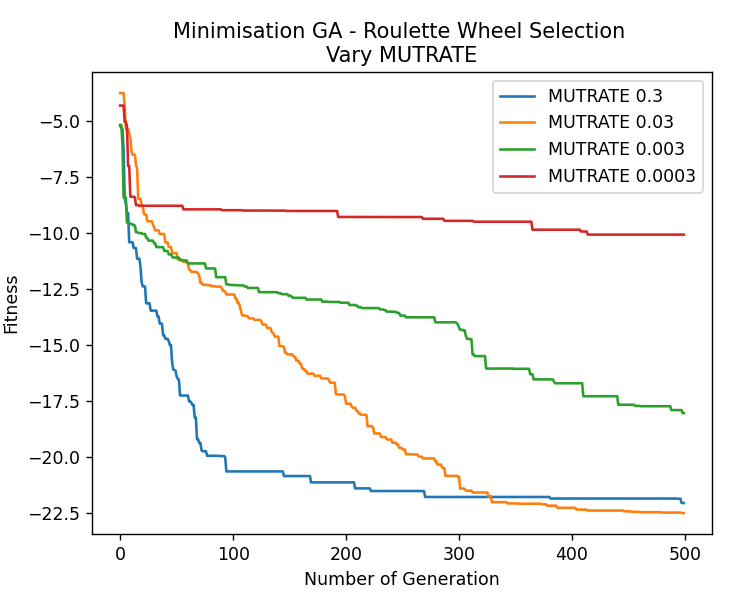 Minimisation GA - Roulette Wheel Selection
Vary MUTRATE
MUTRATE 0.3
MUTRATE 0.03
MUTRATE 0.003
MUTRATE 0.0003
Fitness
−5.0
−7.5
−10.0
−12.5
−15.0
−17.5
−20.0
−22.5
0
100
200
300
400
500
Number of Generation